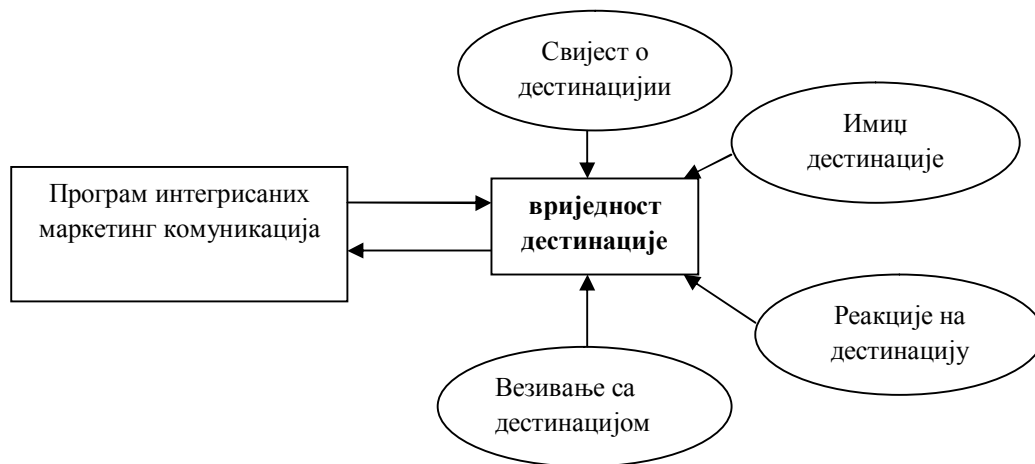 Свијест о
дестинацијии
Имиџ
дестинације
Програм интегрисаних
маркетинг комуникација
вриједност
дестинације
Реакције на
дестинацију
Везивање са
дестинацијом